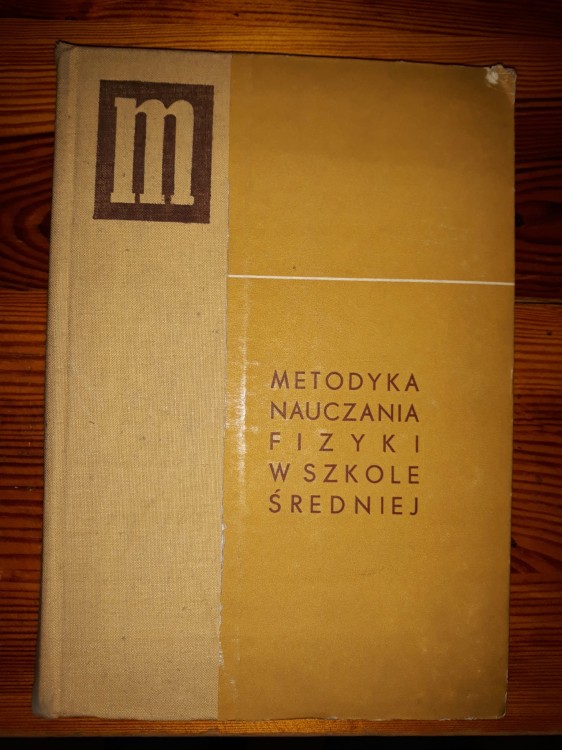 m
METODYKA
NAUCZANIA
FIZYKI
W SZKOLE
ŚREDNIEJ